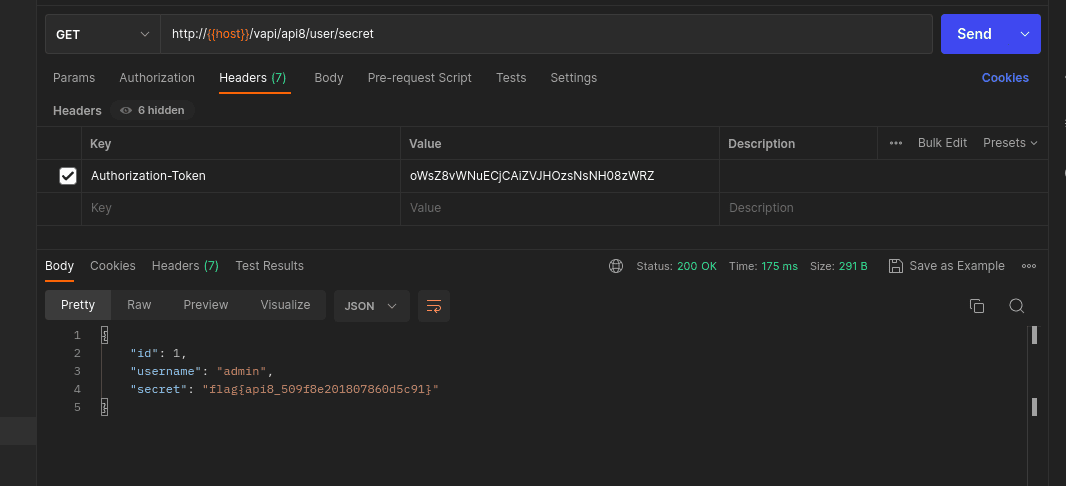 GET http://{{host}}/vapi/api8/user/secret Send
Params Authorization Headers (7) Body Pre-request Script Tests Settings Cookies
Headers 6 hidden
Key Value Description ••• Bulk Edit Presets
Authorization-Token oWsZ8vWNuECjCAiZVJHOzsNsNH08zWRZ
Key Value Description
Body Cookies Headers (7) Test Results Status: 200 OK Time: 175 ms Size: 291 B Save as Example •••
Pretty Raw Preview Visualize JSON
1 {
2 "id": 1,
3 "username": "admin",
4 "secret": "flag{api8_509f8e201807860d5c91}"
5 }